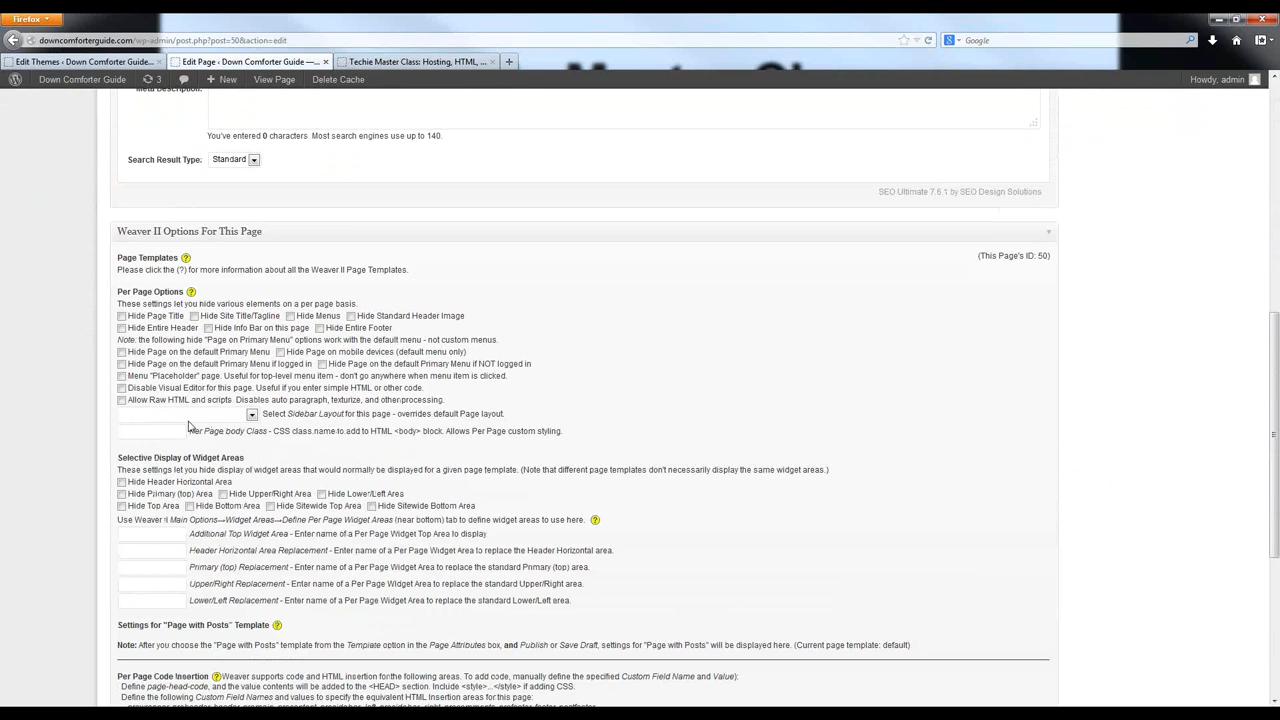 Firefox
downcomforterguide.com/wp-admin/post.php?post=50&action=edit
Google
Edit Themes ‹ Down Comforter Guide...
Edit Page ‹ Down Comforter Guide —...
Techie Master Class: Hosting, HTML, ...
Down Comforter Guide
3
+ New
View Page
Delete Cache
Howdy, admin
Meta Description:
You've entered 0 characters. Most search engines use up to 140.
Search Result Type:
Standard
SEO Ultimate 7.6.1 by SEO Design Solutions
Weaver II Options For This Page
Page Templates ?
(This Page's ID: 50)
Please click the (?) for more information about all the Weaver II Page Templates.
Per Page Options ?
These settings let you hide various elements on a per page basis.
Hide Page Title Hide Site Title/Tagline Hide Menus Hide Standard Header Image
Hide Entire Header Hide Info Bar on this page Hide Entire Footer
Note: the following hide "Page on Primary Menu" options work with the default menu - not custom menus.
Hide Page on the default Primary Menu Hide Page on mobile devices (default menu only)
Hide Page on the default Primary Menu if logged in Hide Page on the default Primary Menu if NOT logged in
Menu "Placeholder" page. Useful for top-level menu item - don't go anywhere when menu item is clicked.
Disable Visual Editor for this page. Useful if you enter simple HTML or other code.
Allow Raw HTML and scripts. Disables auto paragraph, texturize, and other processing.
Select Sidebar Layout for this page - overrides default Page layout.
Per Page body Class - CSS class name to add to HTML <body> block. Allows Per Page custom styling.
Selective Display of Widget Areas
These settings let you hide display of widget areas that would normally be displayed for a given page template. (Note that different page templates don't necessarily display the same widget areas.)
Hide Header Horizontal Area
Hide Primary (top) Area Hide Upper/Right Area Hide Lower/Left Area
Hide Top Area Hide Bottom Area Hide Sitewide Top Area Hide Sitewide Bottom Area
Use Weaver II Main Options→Widget Areas→Define Per Page Widget Areas (near bottom) tab to define widget areas to use here. ?
Additional Top Widget Area - Enter name of a Per Page Widget Top Area to display
Header Horizontal Area Replacement - Enter name of a Per Page Widget Area to replace the Header Horizontal area.
Primary (top) Replacement - Enter name of a Per Page Widget Area to replace the standard Primary (top) area.
Upper/Right Replacement - Enter name of a Per Page Widget Area to replace the standard Upper/Right area.
Lower/Left Replacement - Enter name of a Per Page Widget Area to replace the standard Lower/Left area.
Settings for "Page with Posts" Template ?
Note: After you choose the "Page with Posts" template from the Template option in the Page Attributes box, and Publish or Save Draft, settings for "Page with Posts" will be displayed here. (Current page template: default)
Per Page Code Insertion ? Weaver supports code and HTML insertion for the following areas. To add code, manually define the specified Custom Field Name and Value):
Define page-head-code, and the value contents will be added to the <HEAD> section. Include <style>...</style> if adding CSS.
Define the following Custom Field Names and values to specify the equivalent HTML Insertion areas for this page: